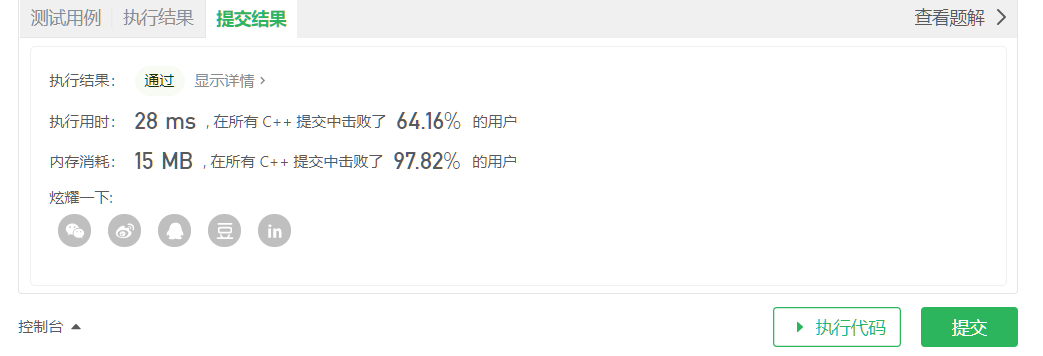 测试用例 执行结果 提交结果 查看题解
执行结果： 通过 显示详情 >
执行用时： 28 ms , 在所有 C++ 提交中击败了 64.16% 的用户
内存消耗： 15 MB , 在所有 C++ 提交中击败了 97.82% 的用户
炫耀一下:
豆 in
控制台 执行代码 提交